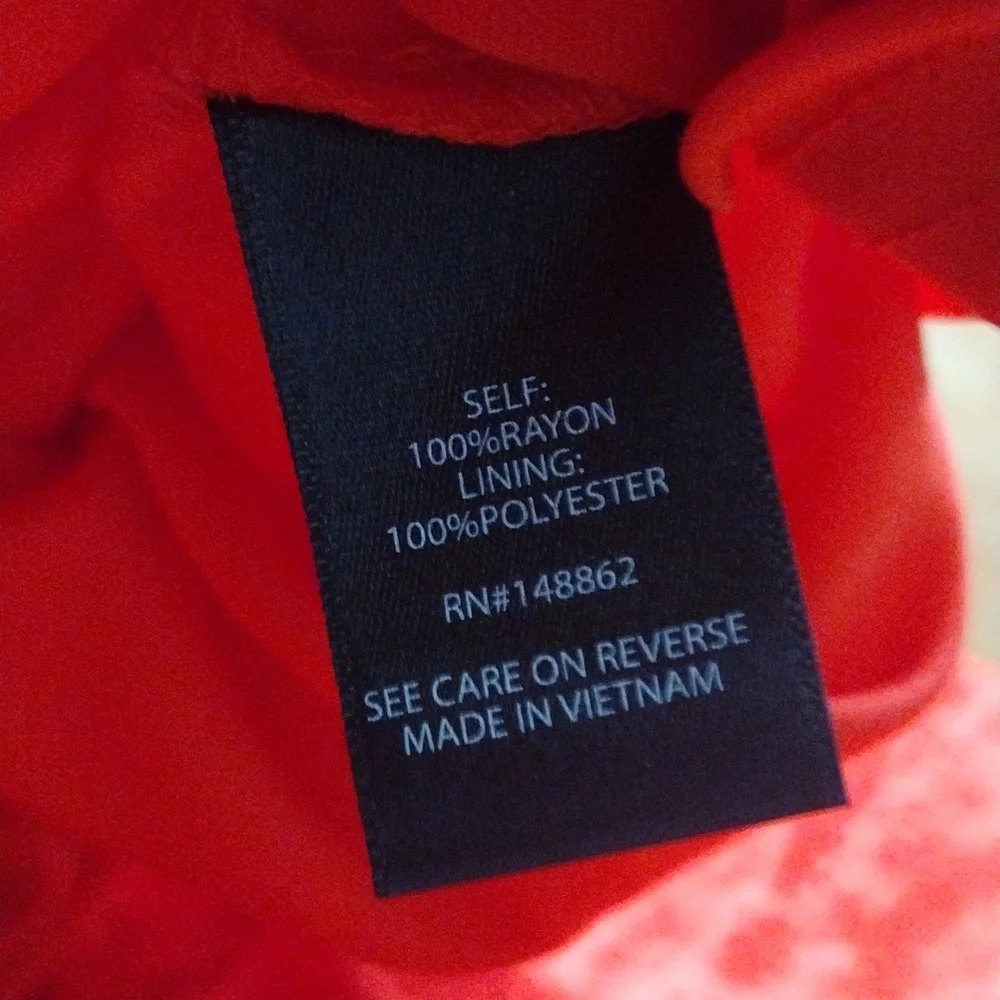 SELF:
100%RAYON
LINING:
100%POLYESTER
RN#148862
SEE CARE ON REVERSE
MADE IN VIETNAM